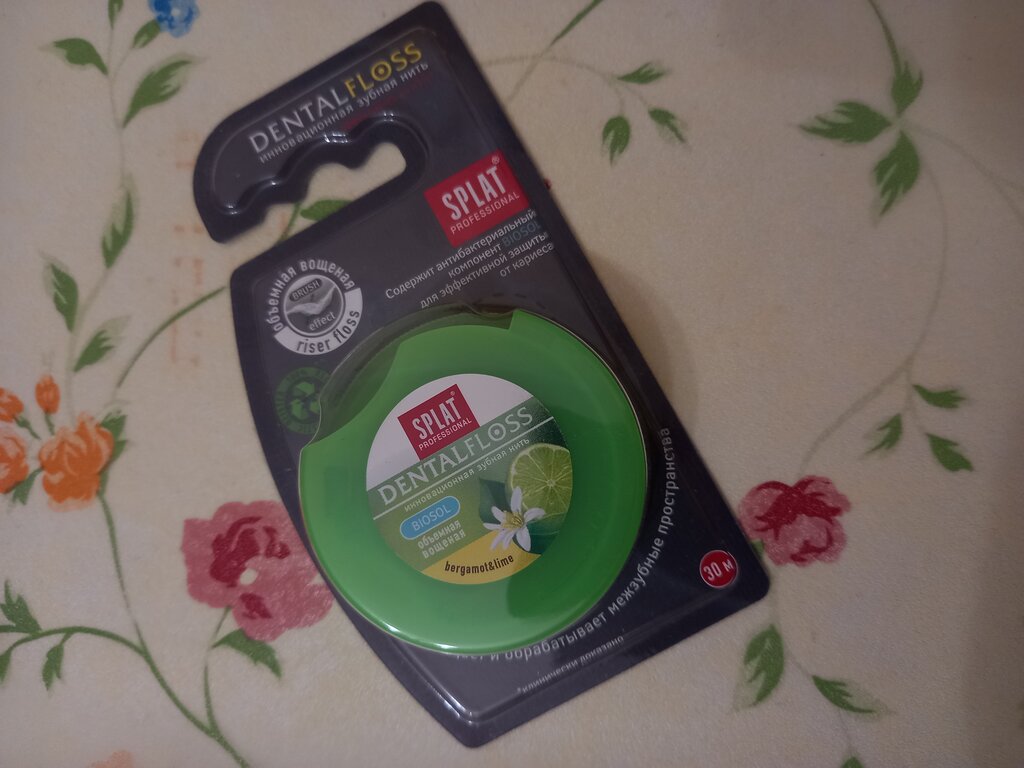 DENTALFLOSS
инновационная зубная нить
SPLAT®
PROFESSIONAL
Содержит антибактериальный
компонент BIOSOL
для эффективной защиты
от кариеса
объемная вощеная
BRUSH
effect
riser floss
SPLAT
PROFESSIONAL
DENTALFLOSS
инновационная зубная нить
BIOSOL
объемная
вощеная
bergamot&lime
и обрабатывает межзубные пространства
30 м
*клинически доказано